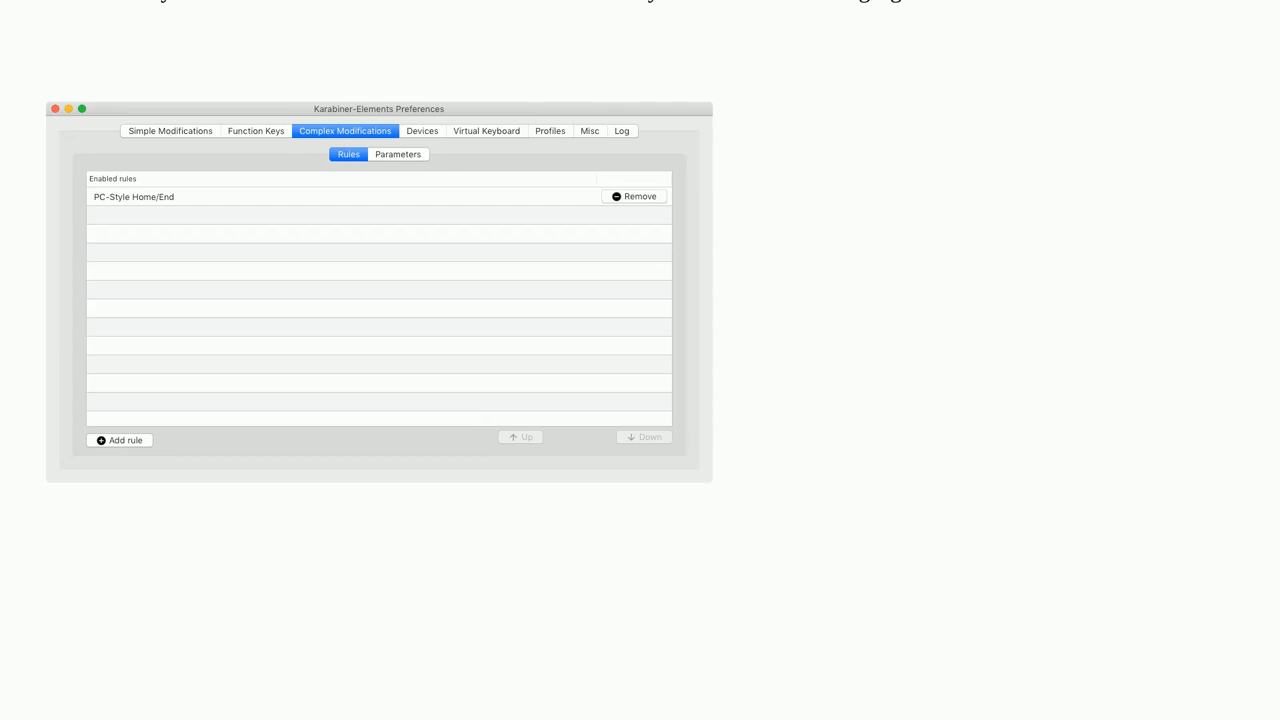 Karabiner-Elements Preferences
Simple Modifications Function Keys Complex Modifications Devices Virtual Keyboard Profiles Misc Log
Rules Parameters
Enabled rules
PC-Style Home/End Remove
Add rule Up Down